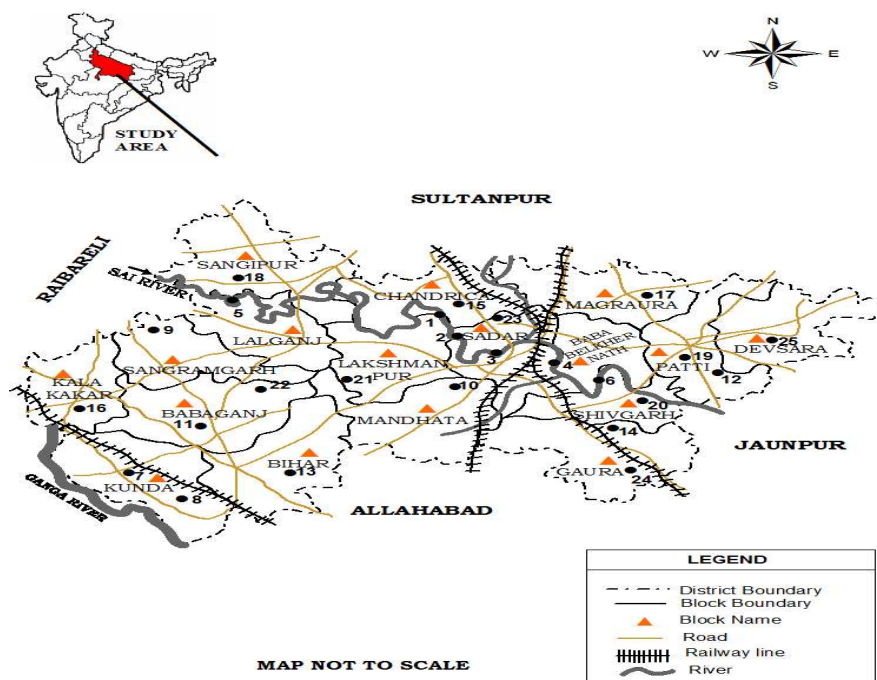 N
W E
S
STUDY
AREA
SULTANPUR
RAIBARELI
SAI RIVER
SANGIPUR
18
5
CHANDRICA
15
1
23
MAGRAURA
17
9
LALGANJ
2
SADAR
3
BABA
BELKHER
NATH
4
25
DEVSARA
SANGRAMGARH
LAKSHMAN
PUR
PATTI
19
12
KALA
KAKAR
16
22
21
10
6
BABAGANJ
11
MANDHATA
20
SHIVGARH
14
JAUNPUR
BIHAR
13
GAURA
24
7
KUNDA
8
GANGA RIVER
ALLAHABAD
LEGEND
District Boundary
Block Boundary
Block Name
Road
Railway line
River
MAP NOT TO SCALE